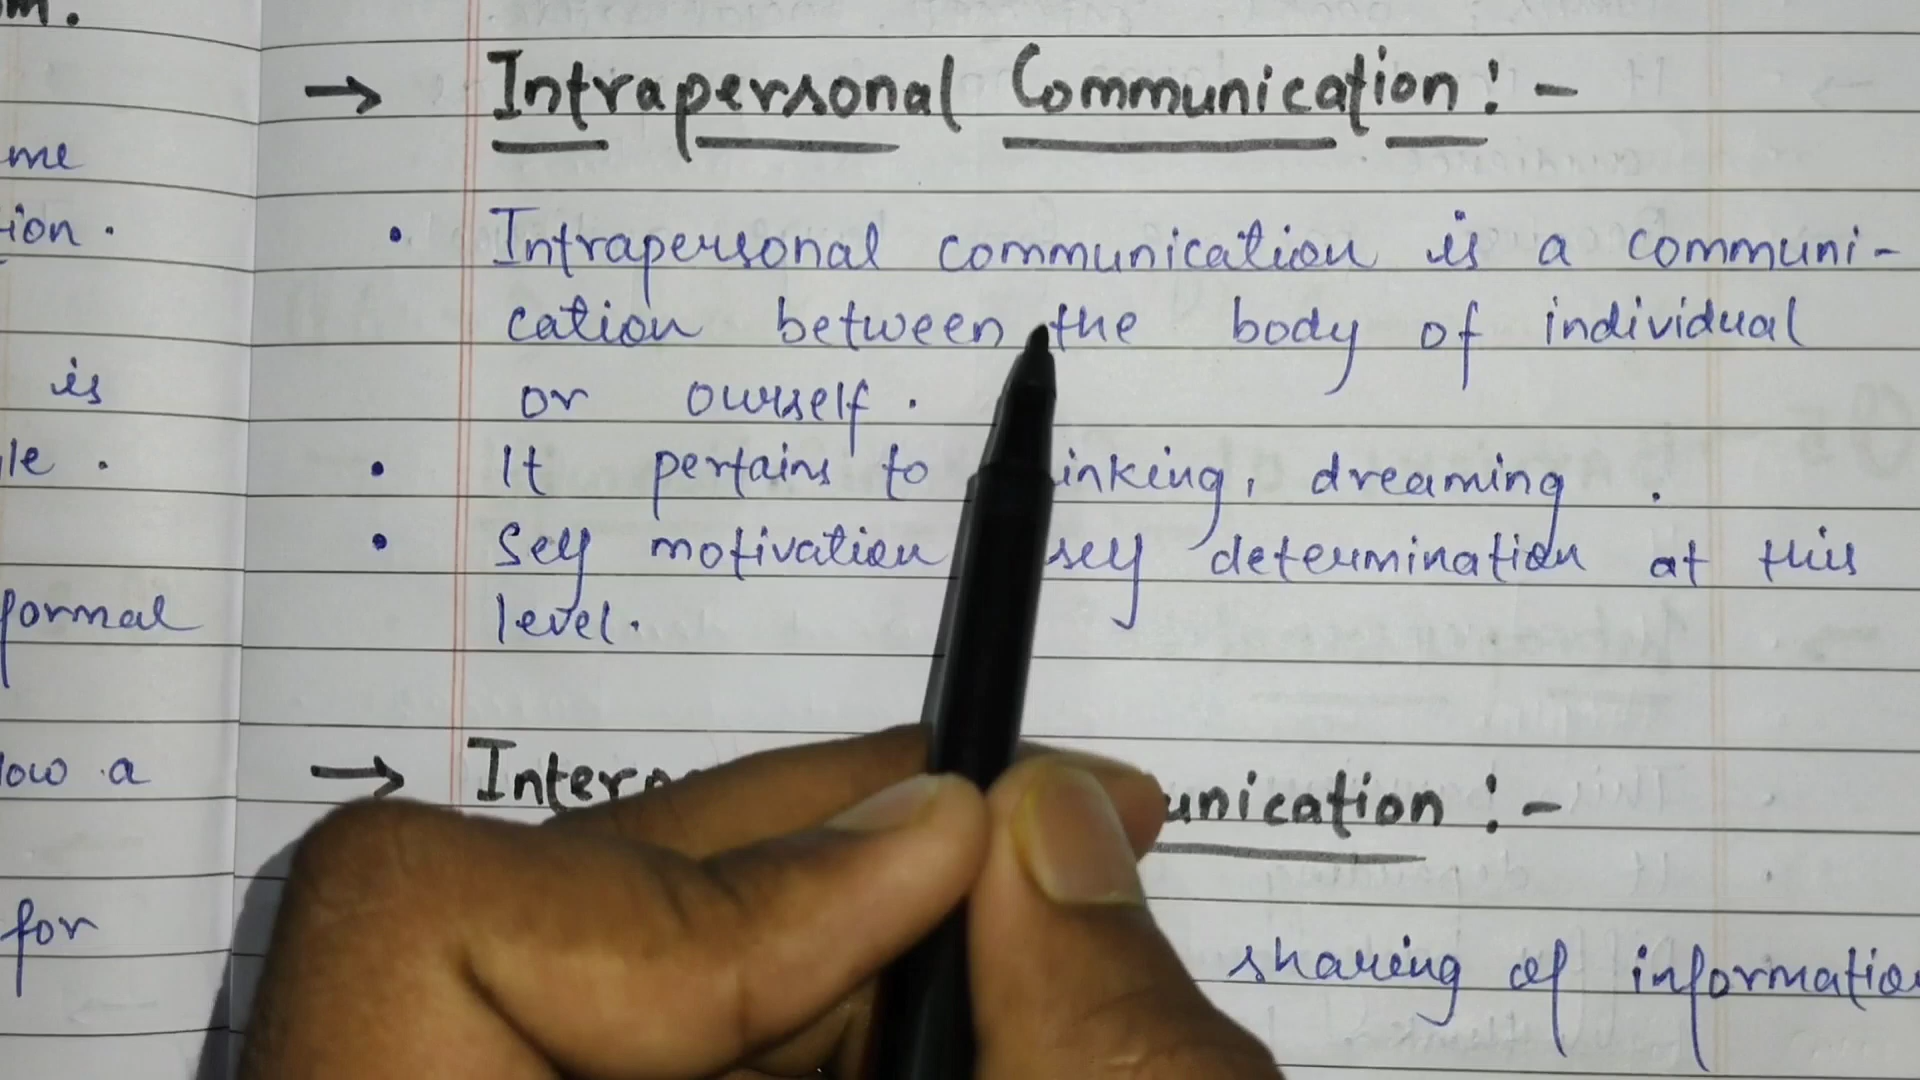 me
ion.
is
le.
formal
low a
for
→ Intrapersonal Communication :-
• Intrapersonal communication is a communi-
cation between the body of individual
or ourself.
• It pertains to inking, dreaming.
• Self motivation self determination at this
level.
→ Inter unication :-
sharing of informatio